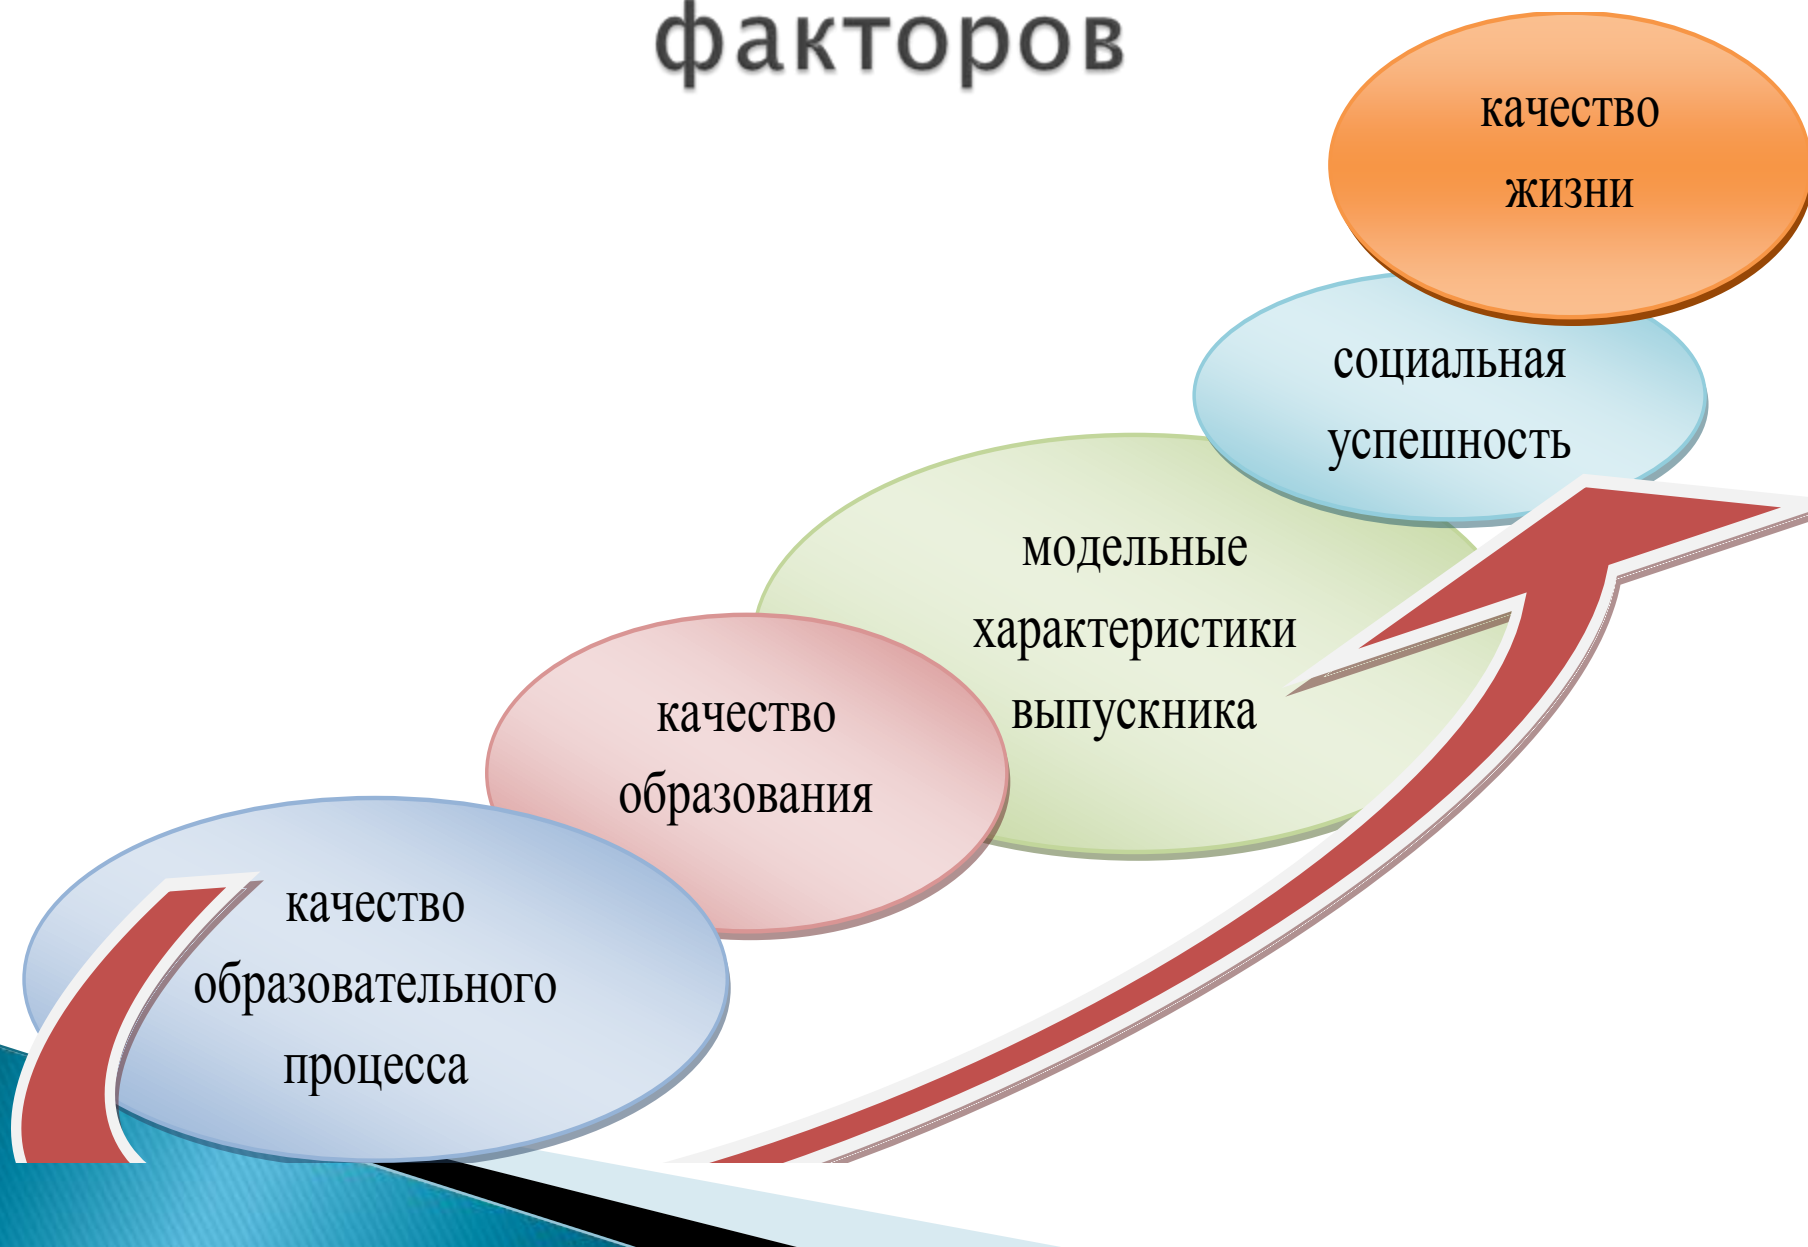 факторов
качество
жизни
социальная
успешность
модельные
характеристики
выпускника
качество
образования
качество
образовательного
процесса